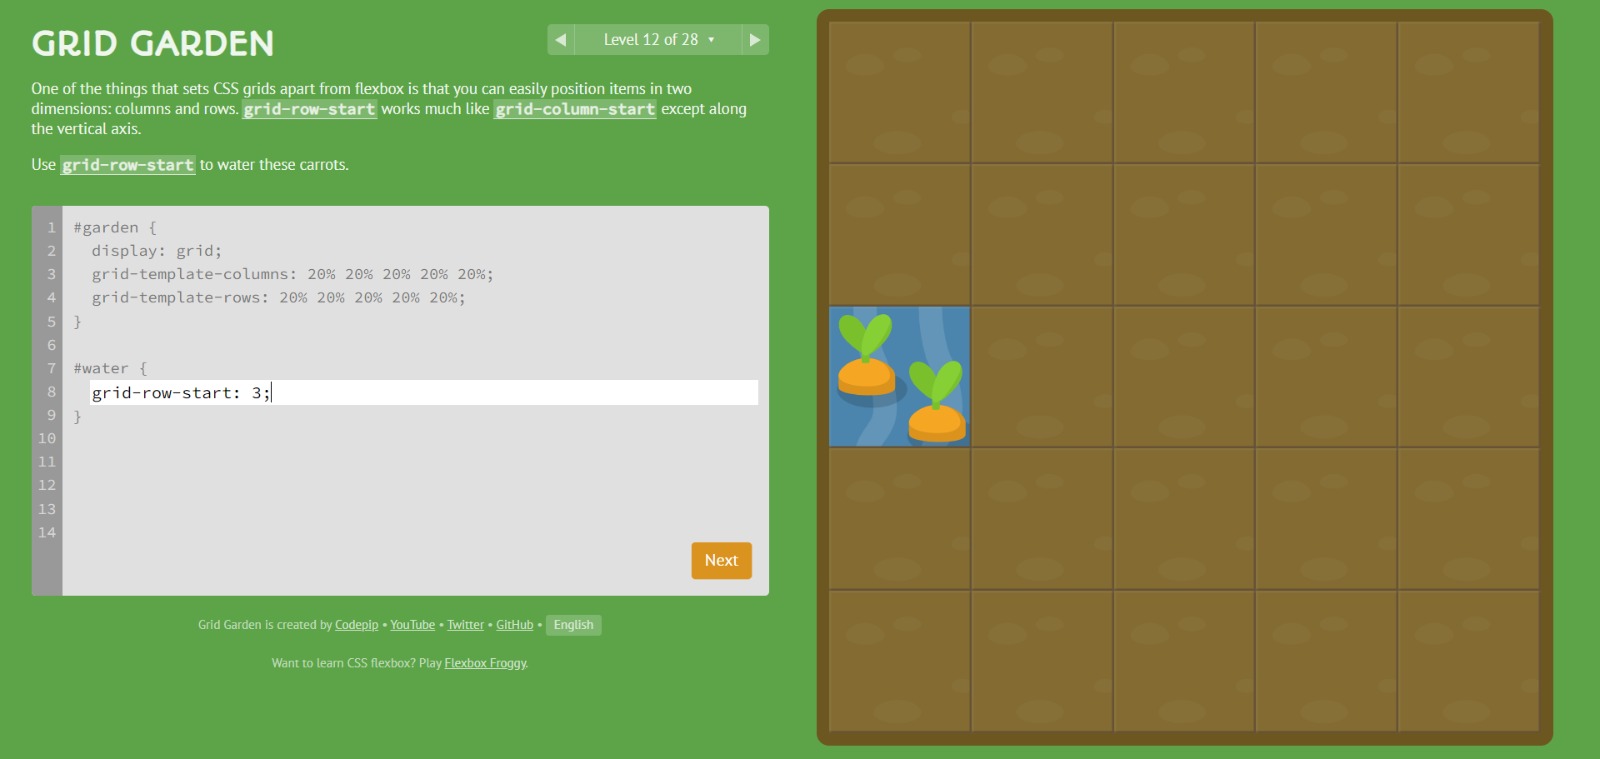 GRID GARDEN
◀ Level 12 of 28 ▾ ▶
One of the things that sets CSS grids apart from flexbox is that you can easily position items in two
dimensions: columns and rows. grid-row-start works much like grid-column-start except along
the vertical axis.
Use grid-row-start to water these carrots.
1 #garden {
2   display: grid;
3   grid-template-columns: 20% 20% 20% 20% 20%;
4   grid-template-rows: 20% 20% 20% 20% 20%;
5 }
6
7 #water {
8   grid-row-start: 3;
9 }
10
11
12
13
14
Next
Grid Garden is created by Codepip • YouTube • Twitter • GitHub • English
Want to learn CSS flexbox? Play Flexbox Froggy.